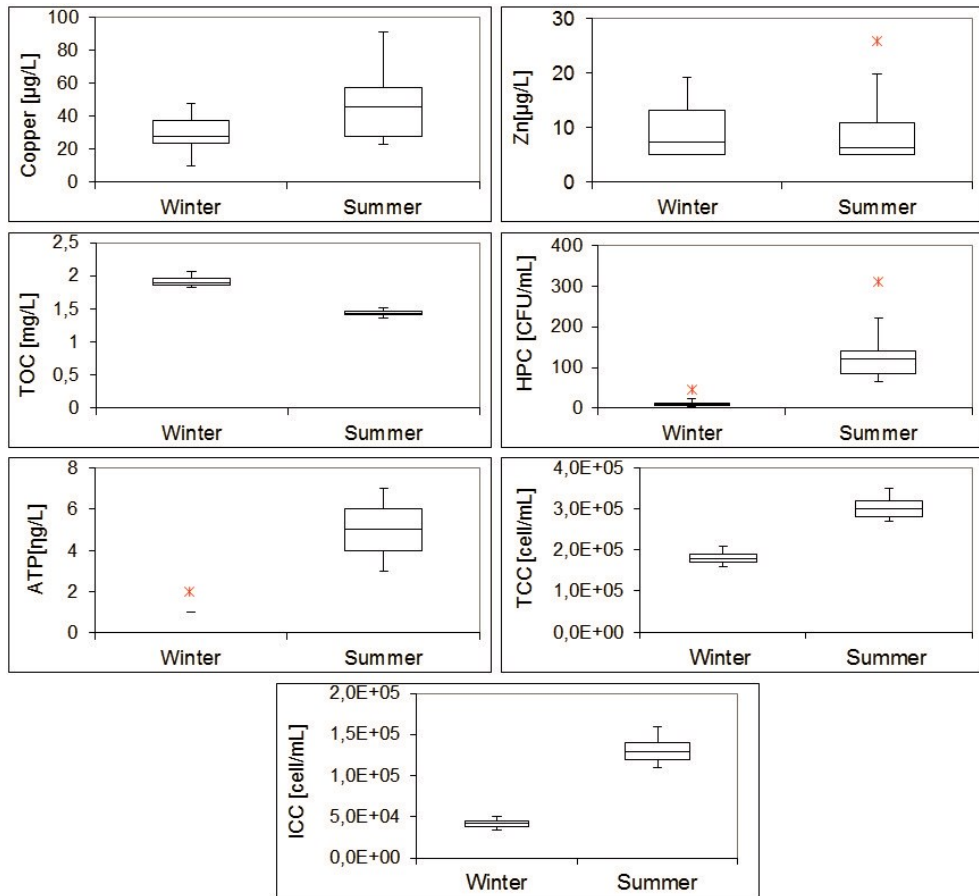 Copper [µg/L]
100
80
60
40
20
0
Winter Summer
Zn[µg/L]
30
20
10
0
Winter Summer
TOC [mg/L]
2,5
2
1,5
1
0,5
0
Winter Summer
HPC [CFU/mL]
400
300
200
100
0
Winter Summer
ATP[ηg/L]
8
6
4
2
0
Winter Summer
TCC [cell/mL]
4,0E+05
3,0E+05
2,0E+05
1,0E+05
0,0E+00
Winter Summer
ICC [cell/mL]
2,0E+05
1,5E+05
1,0E+05
5,0E+04
0,0E+00
Winter Summer